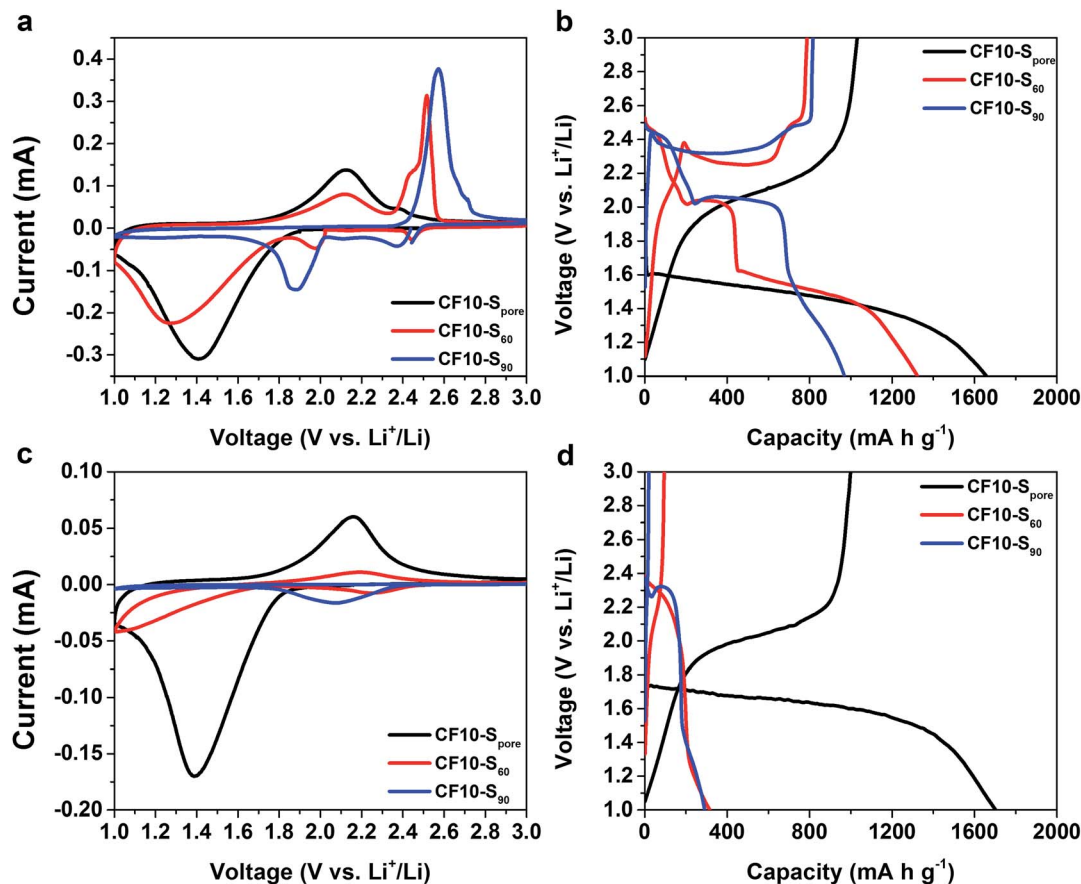 a
0.4
0.3
0.2
0.1
0.0
-0.1
-0.2
-0.3
Current (mA)
CF10-Spore
CF10-S60
CF10-S90
1.0 1.2 1.4 1.6 1.8 2.0 2.2 2.4 2.6 2.8 3.0
Voltage (V vs. Li+/Li)
b
3.0
2.8
2.6
2.4
2.2
2.0
1.8
1.6
1.4
1.2
1.0
Voltage (V vs. Li+/Li)
CF10-Spore
CF10-S60
CF10-S90
0 400 800 1200 1600 2000
Capacity (mA h g-1)
c
0.10
0.05
0.00
-0.05
-0.10
-0.15
-0.20
Current (mA)
CF10-Spore
CF10-S60
CF10-S90
1.0 1.2 1.4 1.6 1.8 2.0 2.2 2.4 2.6 2.8 3.0
Voltage (V vs. Li+/Li)
d
3.0
2.8
2.6
2.4
2.2
2.0
1.8
1.6
1.4
1.2
1.0
Voltage (V vs. Li+/Li)
CF10-Spore
CF10-S60
CF10-S90
0 400 800 1200 1600 2000
Capacity (mA h g-1)